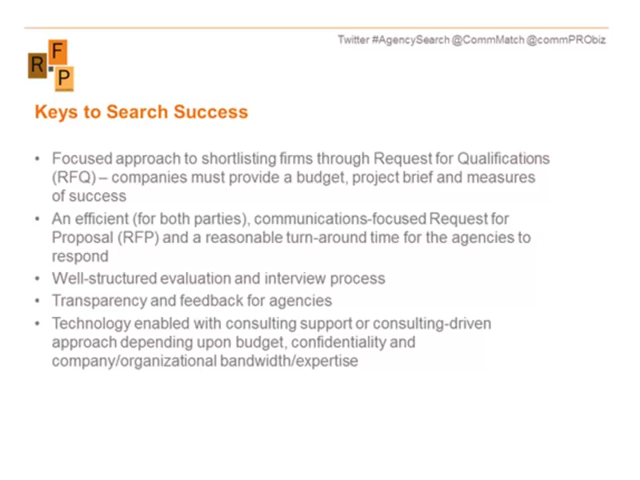 Twitter #AgencySearch @CommMatch @commPRObiz
R F P
Keys to Search Success
• Focused approach to shortlisting firms through Request for Qualifications
(RFQ) – companies must provide a budget, project brief and measures
of success
• An efficient (for both parties), communications-focused Request for
Proposal (RFP) and a reasonable turn-around time for the agencies to
respond
• Well-structured evaluation and interview process
• Transparency and feedback for agencies
• Technology enabled with consulting support or consulting-driven
approach depending upon budget, confidentiality and
company/organizational bandwidth/expertise